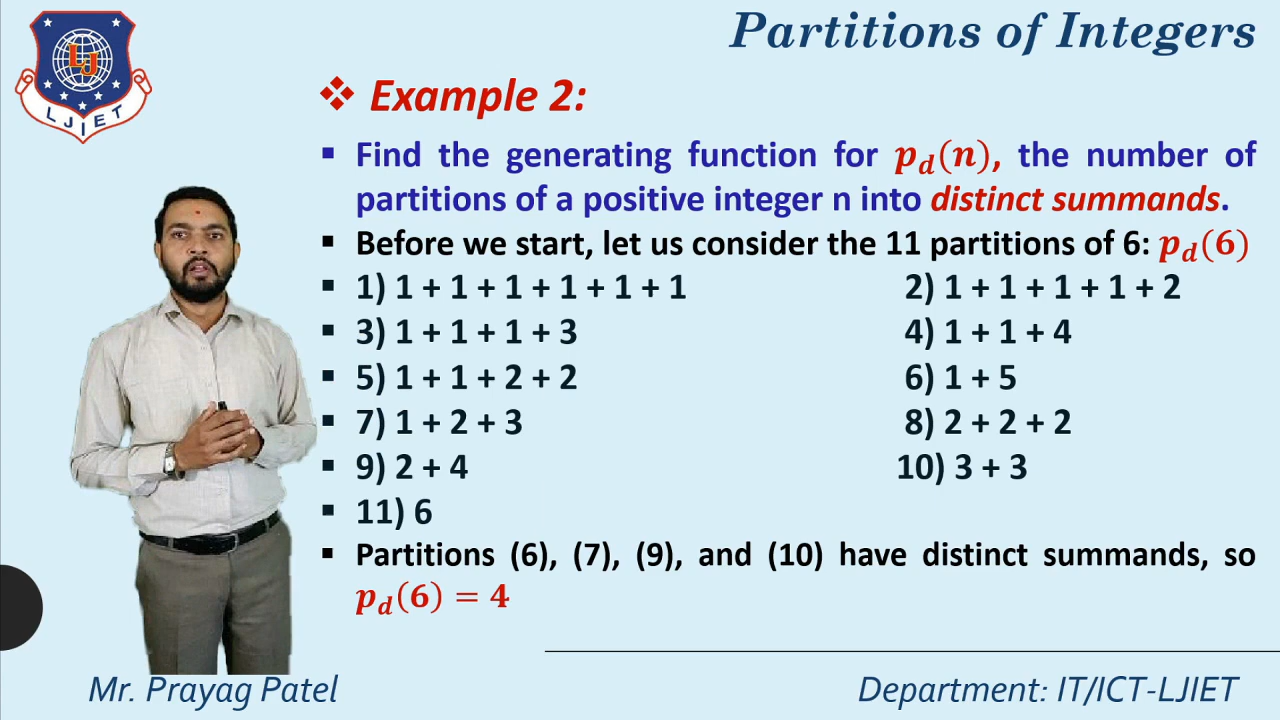 Partitions of Integers
LJ
LJIET
❖ Example 2:
▪ Find the generating function for p_d(n), the number of
partitions of a positive integer n into distinct summands.
▪ Before we start, let us consider the 11 partitions of 6: p_d(6)
▪ 1) 1 + 1 + 1 + 1 + 1 + 1 2) 1 + 1 + 1 + 1 + 2
▪ 3) 1 + 1 + 1 + 3 4) 1 + 1 + 4
▪ 5) 1 + 1 + 2 + 2 6) 1 + 5
▪ 7) 1 + 2 + 3 8) 2 + 2 + 2
▪ 9) 2 + 4 10) 3 + 3
▪ 11) 6
▪ Partitions (6), (7), (9), and (10) have distinct summands, so
p_d(6) = 4
Mr. Prayag Patel Department: IT/ICT-LJIET